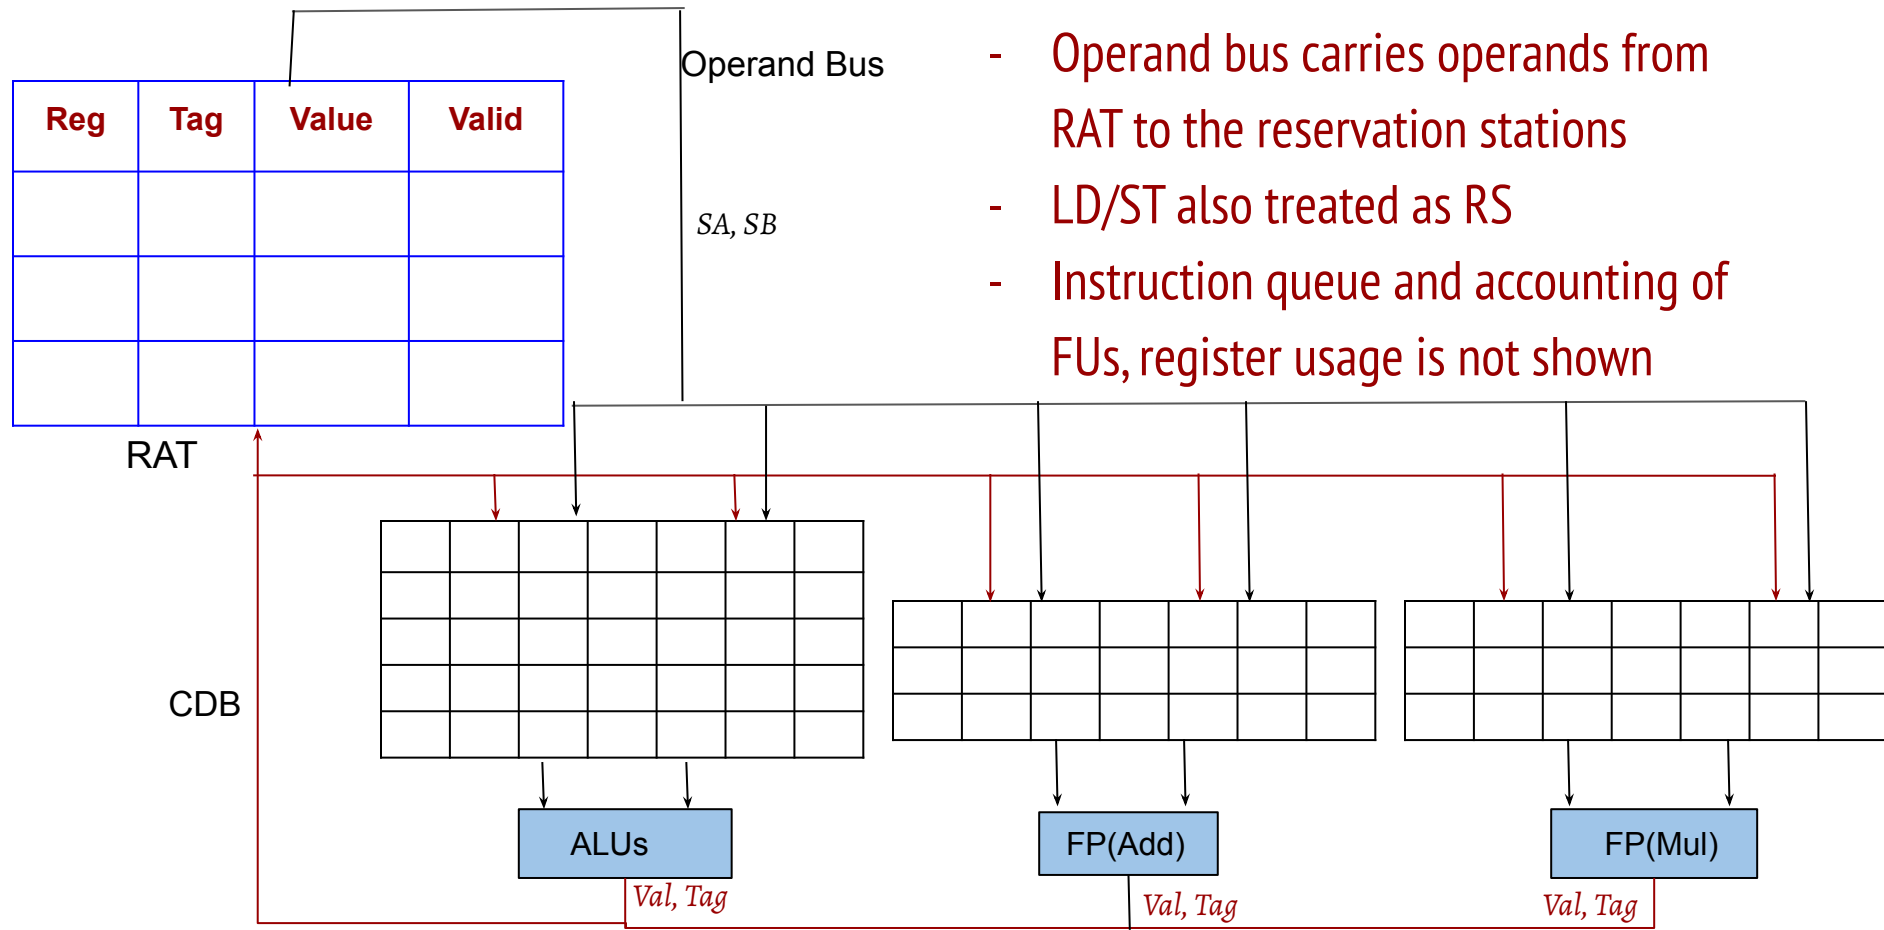 Operand Bus
Reg Tag Value Valid
SA, SB
- Operand bus carries operands from
RAT to the reservation stations
- LD/ST also treated as RS
- Instruction queue and accounting of
FUs, register usage is not shown
RAT
CDB
ALUs
FP(Add)
FP(Mul)
Val, Tag
Val, Tag
Val, Tag